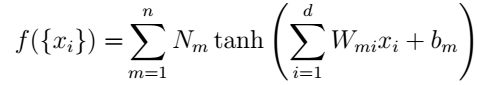 f({x_i}) = \sum_{m=1}^{n} N_m \tanh \left( \sum_{i=1}^{d} W_{mi} x_i + b_m \right)